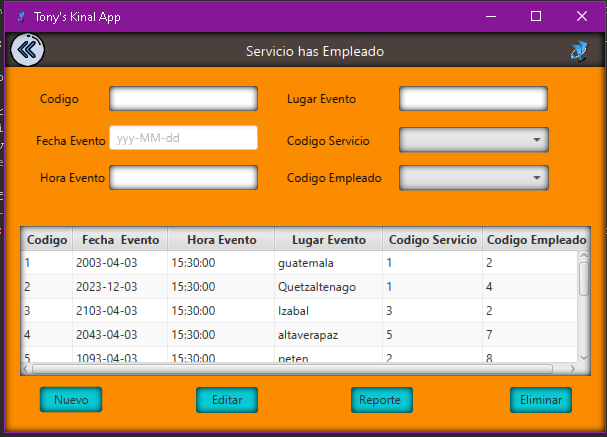 Tony's Kinal App
Servicio has Empleado
Codigo Lugar Evento
Fecha Evento yyy-MM-dd Codigo Servicio
Hora Evento Codigo Empleado
Codigo Fecha Evento Hora Evento Lugar Evento Codigo Servicio Codigo Empleado
1 2003-04-03 15:30:00 guatemala 1 2
2 2023-12-03 15:30:00 Quetzaltenago 1 4
3 2103-04-03 15:30:00 Izabal 3 2
4 2043-04-03 15:30:00 altaverapaz 5 7
5 1093-04-03 15:30:00 peten 2 8
Nuevo Editar Reporte Eliminar